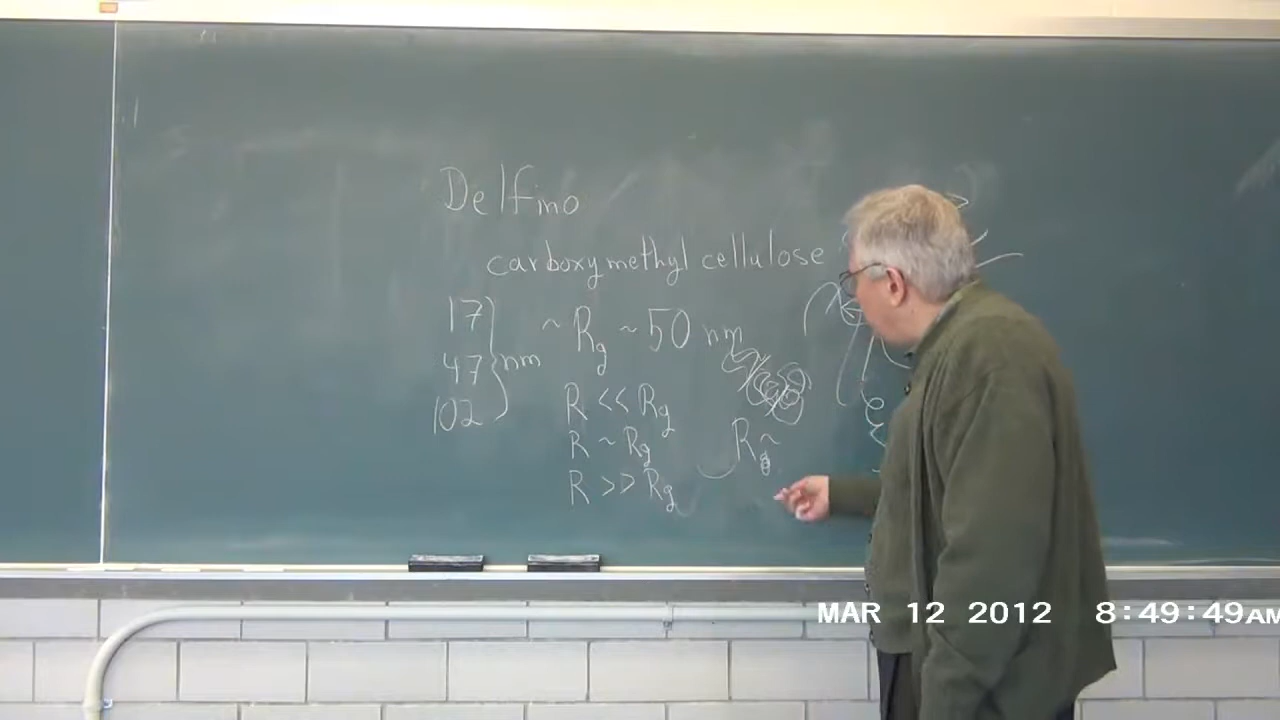 Delfino
carboxymethyl cellulose
17
47 nm
102
~ Rg ~ 50 nm
R << Rg
R ~ Rg
R >> Rg
R ~
MAR 12 2012 8:49:49AM